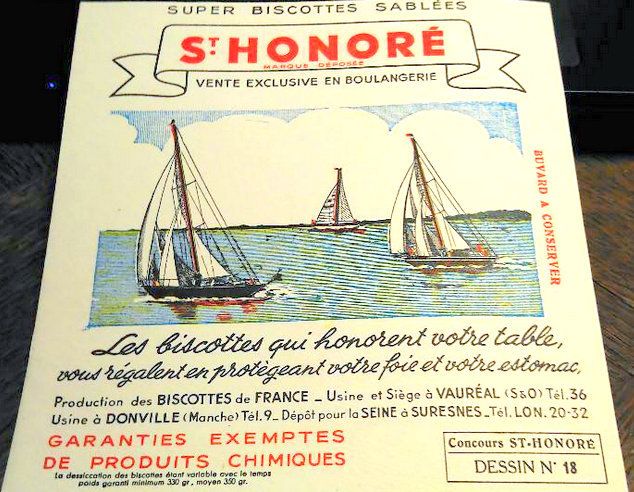 SUPER BISCOTTES SABLÉES
ST. HONORÉ
MARQUE DÉPOSÉE
VENTE EXCLUSIVE EN BOULANGERIE
BUVARD A CONSERVER
Les biscottes qui honorent votre table,
vous régalent en protégeant votre foie et votre estomac.
Production des BISCOTTES de FRANCE _ Usine et Siège à VAURÉAL (S&O) Tél. 36
Usine à DONVILLE (Manche) Tél. 9_ Dépôt pour la SEINE à SURESNES_Tél. LON. 20-32
GARANTIES EXEMPTES
DE PRODUITS CHIMIQUES
La dessiccation des biscottes étant variable avec le temps
poids garanti minimum 330 gr, moyen 350 gr.
Concours ST-HONORÉ
DESSIN N° 18